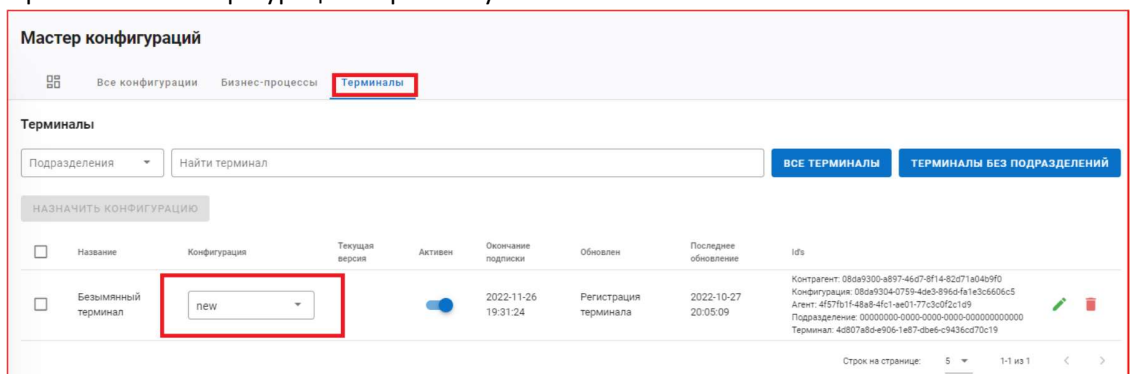 Мастер конфигураций
Все конфигурации Бизнес-процессы Терминалы
Терминалы
Подразделения Найти терминал ВСЕ ТЕРМИНАЛЫ ТЕРМИНАЛЫ БЕЗ ПОДРАЗДЕЛЕНИЙ
НАЗНАЧИТЬ КОНФИГУРАЦИЮ
Название Конфигурация Текущая версия Активен Окончание подписки Обновлен Последнее обновление Id's
Безымянный терминал new 2022-11-26 19:31:24 Регистрация терминала 2022-10-27 20:05:09
Контрагент: 08da9300-a897-46d7-8f14-82d71a04b9f0
Конфигурация: 08da9304-0759-4de3-896d-fa1e3c6606c5
Агент: 4f57fb1f-48a8-4fc1-ae01-77c3c0f2c1d9
Подразделение: 00000000-0000-0000-0000-000000000000
Терминал: 4d807a8d-e906-1e87-dbe6-c9436cd70c19
Строк на странице: 5 1-1 из 1